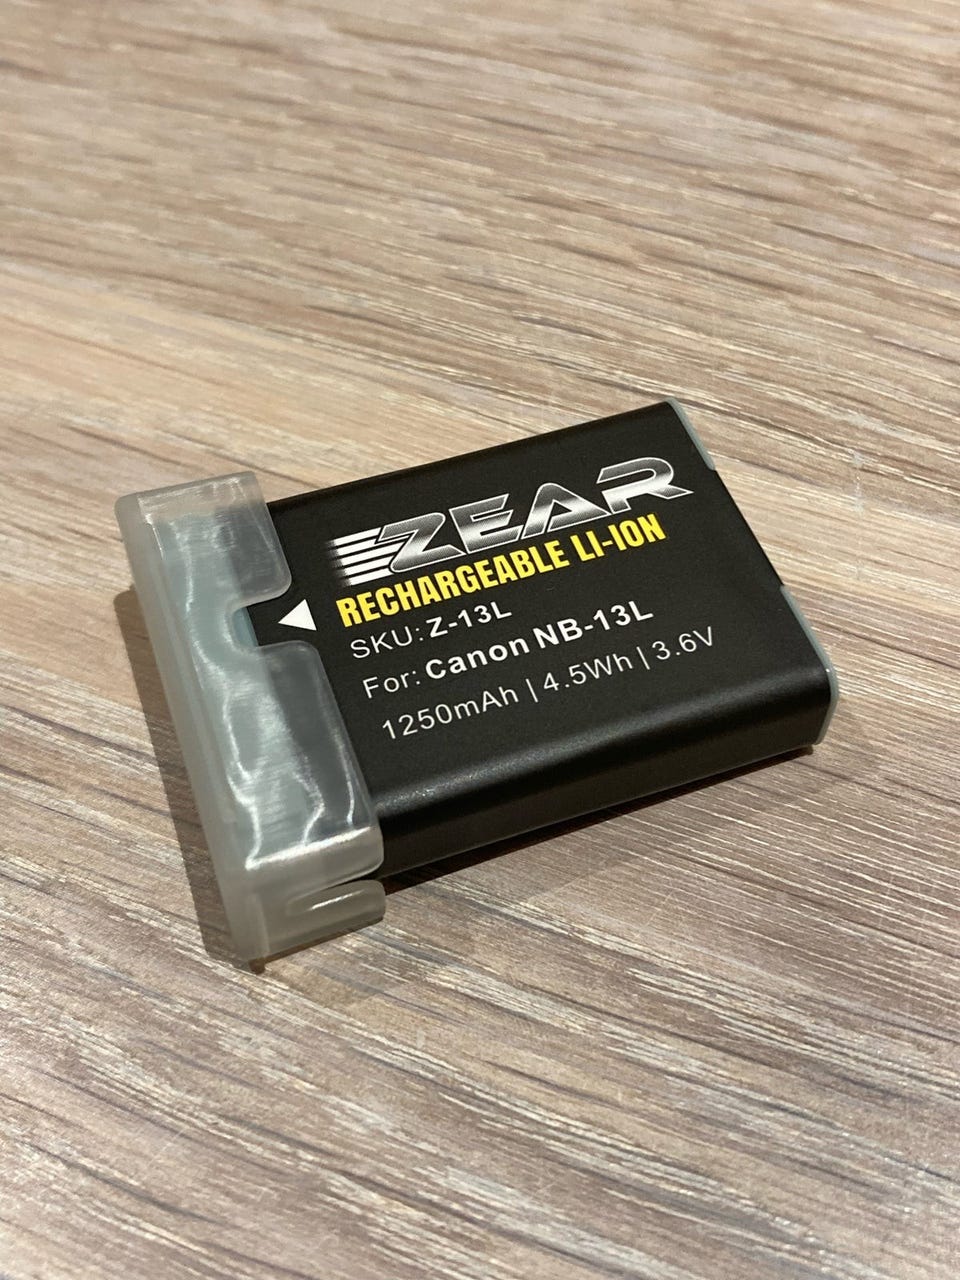 ZEAR
RECHARGEABLE LI-ION
SKU: Z-13L
For: Canon NB-13L
1250mAh | 4.5Wh | 3.6V